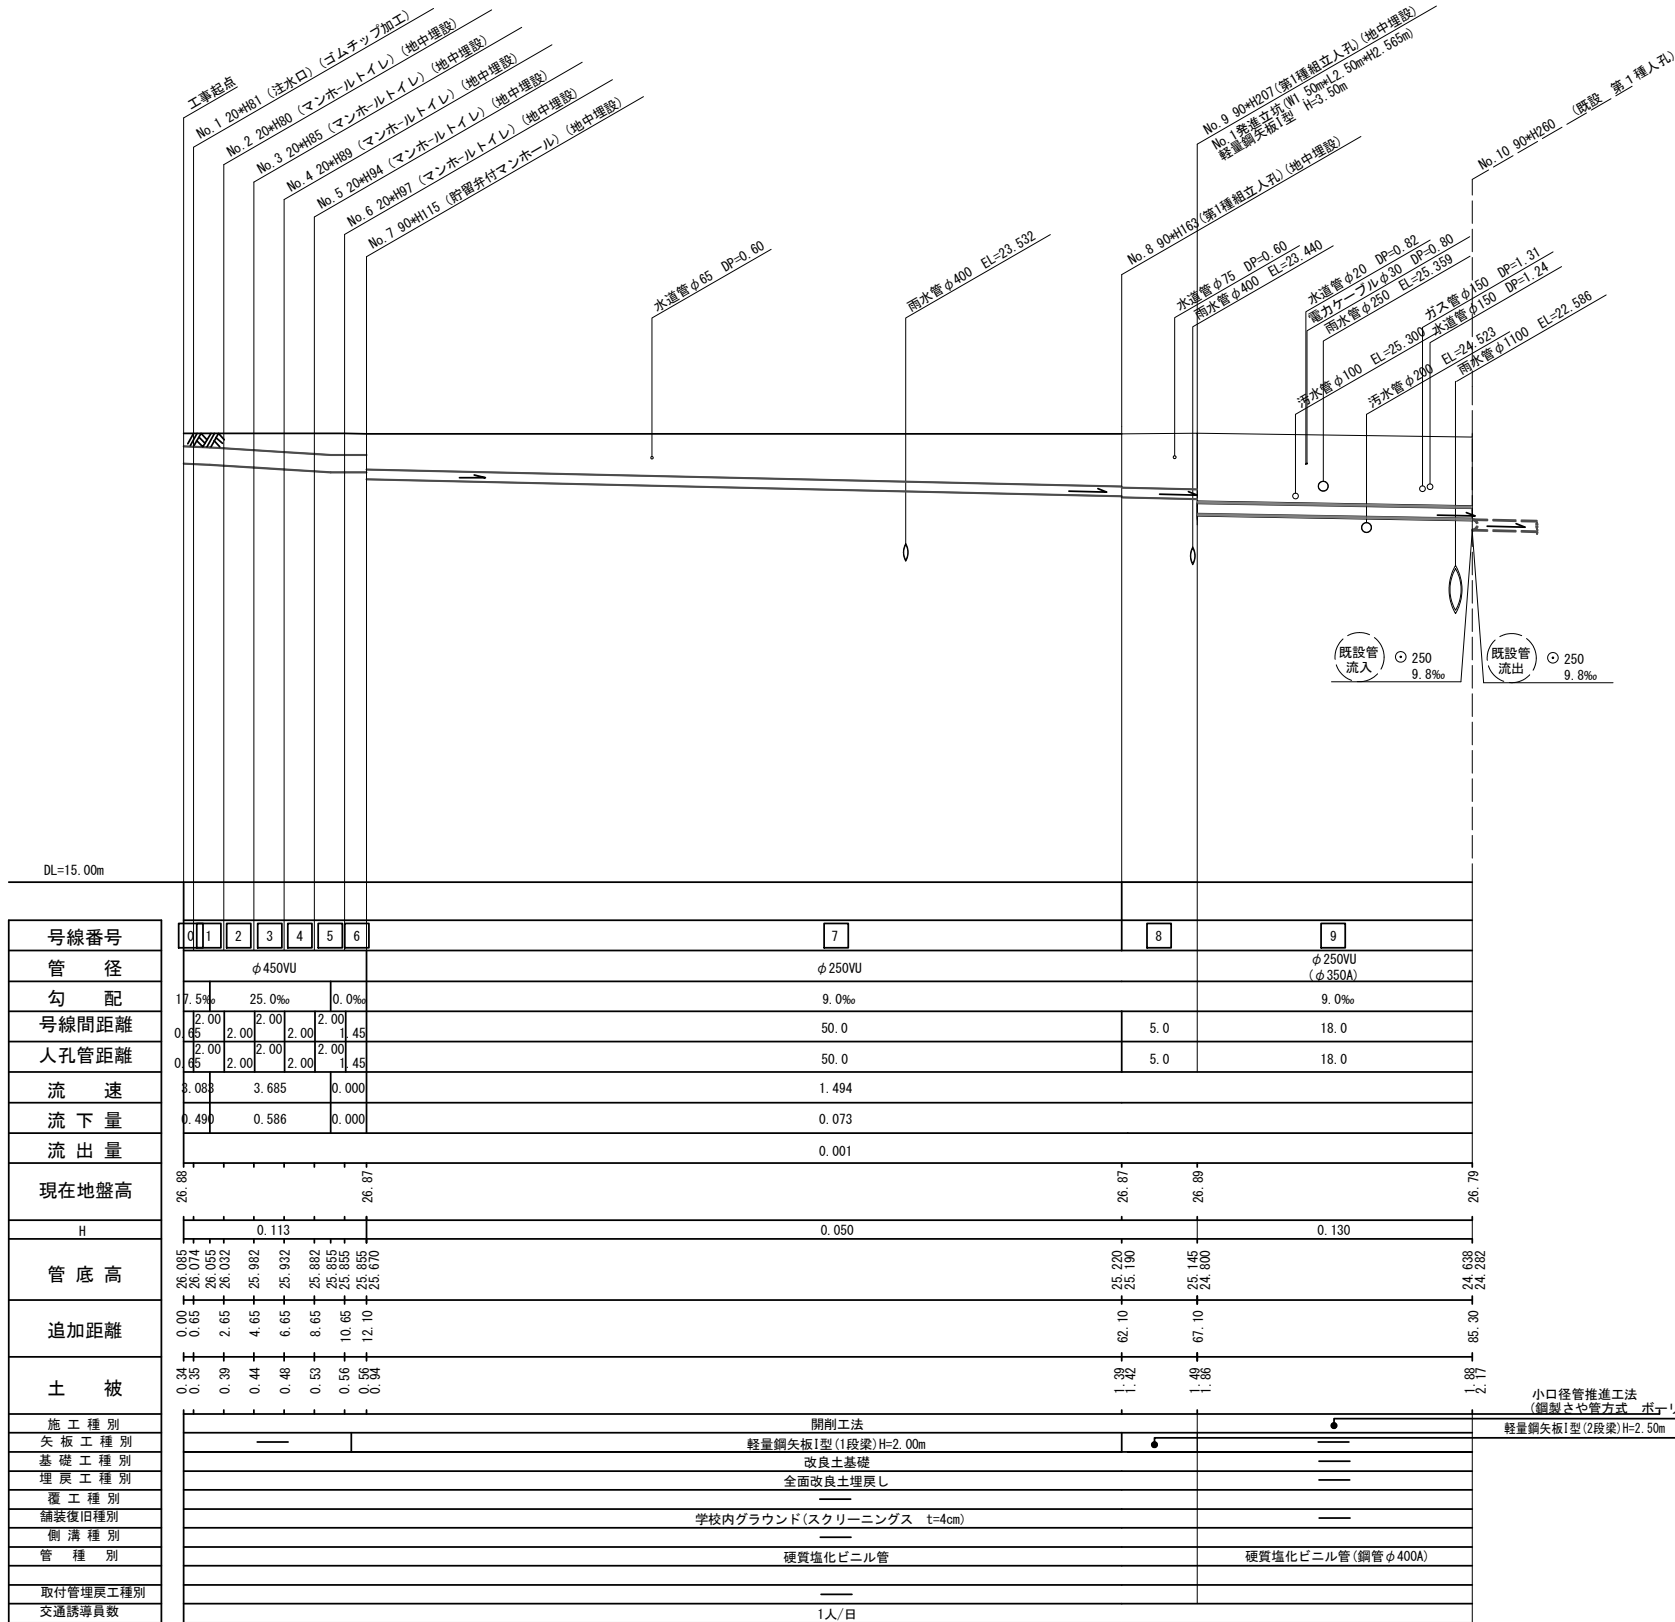 工事起点
No.1 20*H81 (注水口) (ゴムチップ加工)
No.2 20*H80 (マンホールトイレ) (地中埋設)
No.3 20*H85 (マンホールトイレ) (地中埋設)
No.4 20*H89 (マンホールトイレ) (地中埋設)
No.5 20*H94 (マンホールトイレ) (地中埋設)
No.6 20*H97 (マンホールトイレ) (地中埋設)
No.7 90*H115 (貯留弁付マンホール) (地中埋設)
水道管φ65 DP=0.60
雨水管φ400 EL=23.532
No.8 90*H163 (第1種組立人孔) (地中埋設)
No.9 90*H207 (第1種組立人孔) (地中埋設)
No.1発進立坑 (W1.50m*L2.50m*H2.565m)
軽量鋼矢板I型 H=3.50m
No.10 90*H260 (既設 第1種人孔)
水道管φ75 DP=0.60
雨水管φ400 EL=23.440
水道管φ20 DP=0.82
電力ケーブルφ30 DP=0.80
雨水管φ250 EL=25.359
ガス管φ150 DP=1.31
水道管φ150 DP=1.24
汚水管φ100 EL=25.300
汚水管φ200 EL=24.523
雨水管φ1100 EL=22.586
既設管
流入
250
9.8‰
既設管
流出
250
9.8‰
DL=15.00m
号線番号 0 1 2 3 4 5 6 7 8 9
管 径 φ450VU φ250VU φ250VU
(φ350A)
勾 配 17.5‰ 25.0‰ 0.0‰ 9.0‰ 9.0‰
号線間距離 0.65 2.00 2.00 2.00 2.00 2.00 1.45 50.0 5.0 18.0
人孔管距離 0.65 2.00 2.00 2.00 2.00 2.00 1.45 50.0 5.0 18.0
流 速 3.083 3.685 0.000 1.494
流 下 量 0.490 0.586 0.000 0.073
流 出 量 0.001
現在地盤高 26.88 26.87 26.87 26.89 26.79
H 0.113 0.050 0.130
管 底 高 26.085 26.074 26.055 26.032 25.982 25.932 25.882 25.855 25.855 25.855 25.670 25.220 25.190 25.145 24.800 24.638 24.282
追加距離 0.00 0.65 2.65 4.65 6.65 8.65 10.65 12.10 62.10 67.10 85.30
土 被 0.34 0.35 0.39 0.44 0.48 0.53 0.56 0.56 0.94 1.39 1.42 1.49 1.86 1.88 2.17
小口径管推進工法
(鋼製さや管方式 ボーリ
施 工 種 別 開削工法
軽量鋼矢板I型(2段梁)H=2.50m
矢 板 工 種 別 軽量鋼矢板I型(1段梁)H=2.00m
基 礎 工 種 別 改良土基礎
埋 戻 工 種 別 全面改良土埋戻し
覆 工 種 別
舗装復旧種別 学校内グラウンド(スクリーニングス t=4cm)
側 溝 種 別
管 種 別 硬質塩化ビニル管 硬質塩化ビニル管(鋼管φ400A)
取付管埋戻工種別
交通誘導員数 1人/日